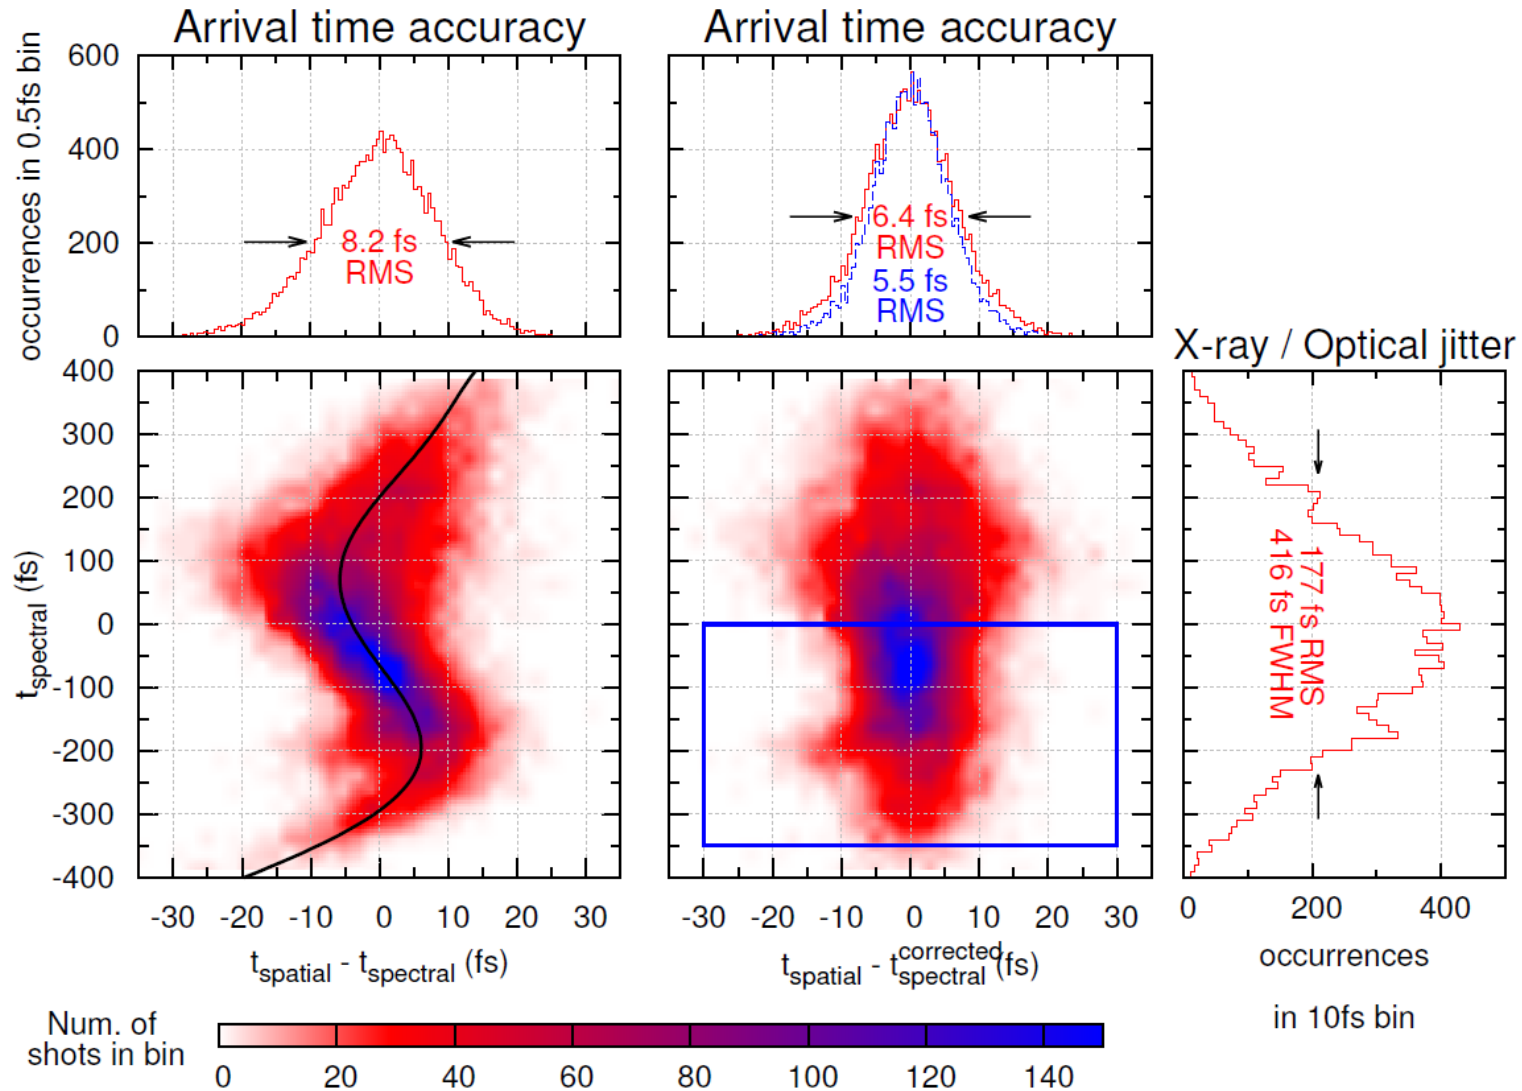 Arrival time accuracy
Arrival time accuracy
occurrences in 0.5fs bin
600
400
200
0
8.2 fs
RMS
6.4 fs
RMS
5.5 fs
RMS
X-ray / Optical jitter
t_spectral (fs)
400
300
200
100
0
-100
-200
-300
-400
177 fs RMS
416 fs FWHM
-30 -20 -10 0 10 20 30
-30 -20 -10 0 10 20 30
0 200 400
t_spatial - t_spectral (fs)
t_spatial - t_spectral^corrected (fs)
occurrences
in 10fs bin
Num. of
shots in bin
0 20 40 60 80 100 120 140